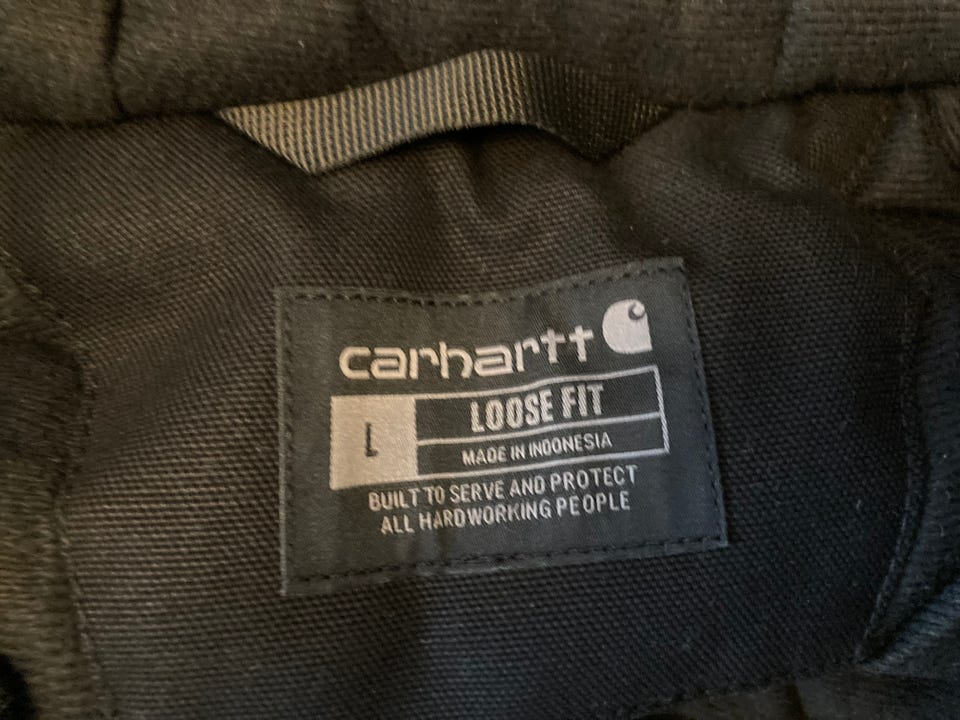 carhartt
L
LOOSE FIT
MADE IN INDONESIA
BUILT TO SERVE AND PROTECT
ALL HARDWORKING PEOPLE